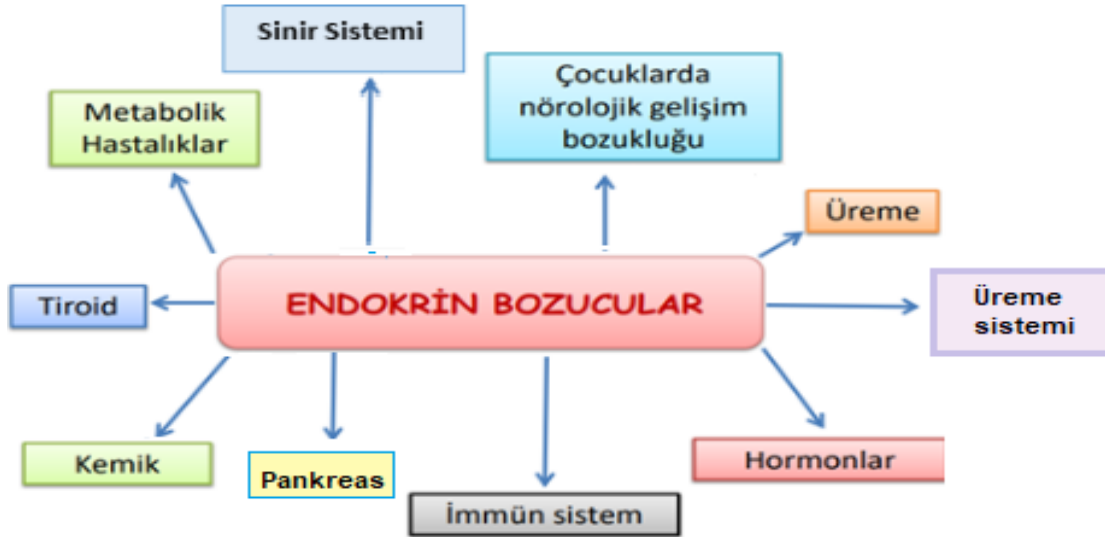 Sinir Sistemi
Çocuklarda
nörolojik gelişim
bozukluğu
Metabolik
Hastalıklar
Üreme
ENDOKRİN BOZUCULAR
Tiroid
Üreme
sistemi
Kemik
Pankreas
Hormonlar
İmmün sistem